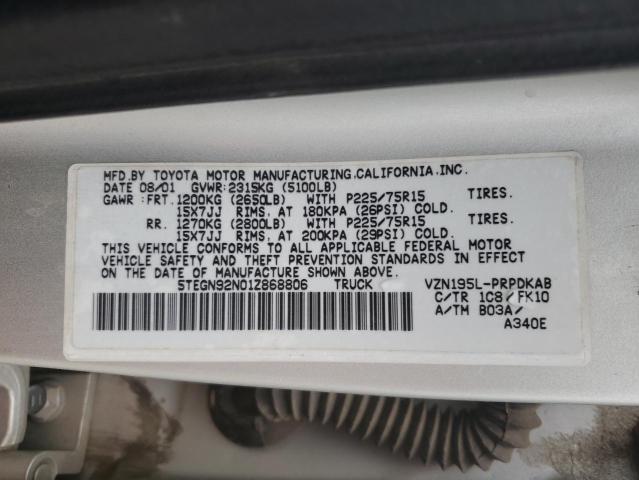 MFD.BY TOYOTA MOTOR MANUFACTURING,CALIFORNIA,INC.
DATE 08/01 GVWR:2315KG (5100LB)
GAWR : FRT.1200KG (2650LB) WITH P225/75R15 TIRES.
15X7JJ RIMS, AT 180KPA (26PSI) COLD.
RR. 1270KG (2800LB) WITH P225/75R15 TIRES.
15X7JJ RIMS, AT 200KPA (29PSI) COLD.
THIS VEHICLE CONFORMS TO ALL APPLICABLE FEDERAL MOTOR
VEHICLE SAFETY AND THEFT PREVENTION STANDARDS IN EFFECT
ON THE DATE OF MANUFACTURE SHOWN ABOVE.
5TEGN92N01Z868806 TRUCK VZN195L-PRPDKAB
C/TR 1C8/FK10
A/TM B03A/
A340E